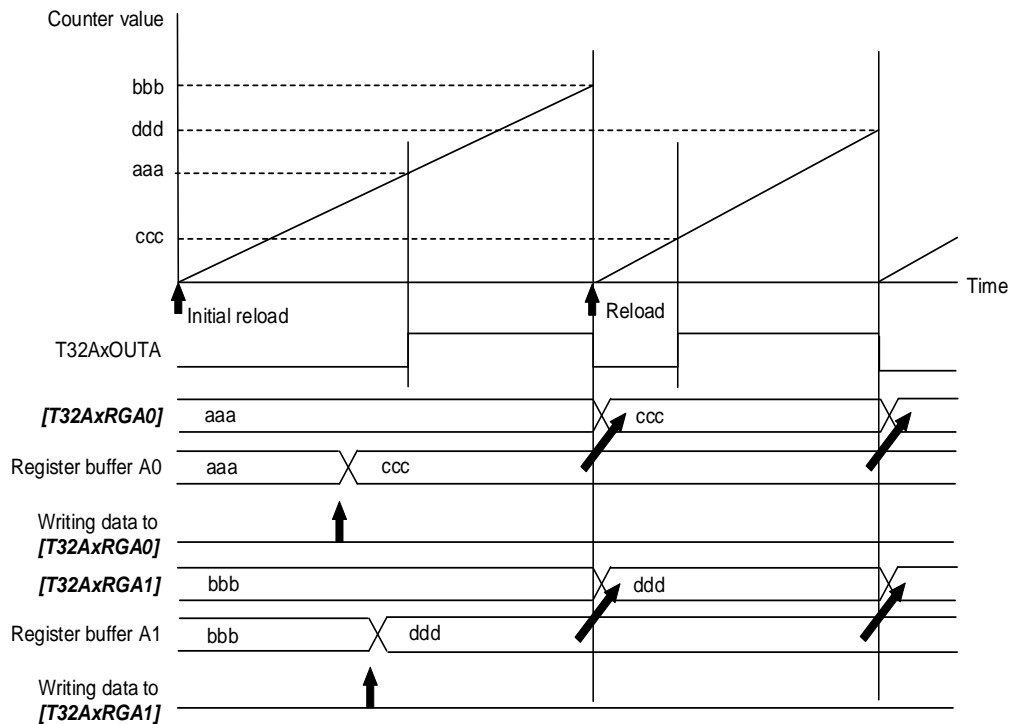 Counter value
bbb
ddd
aaa
ccc
Time
Initial reload
Reload
T32AxOUTA
[T32AxRGA0]
aaa
ccc
Register buffer A0
aaa
ccc
Writing data to
[T32AxRGA0]
[T32AxRGA1]
bbb
ddd
Register buffer A1
bbb
ddd
Writing data to
[T32AxRGA1]